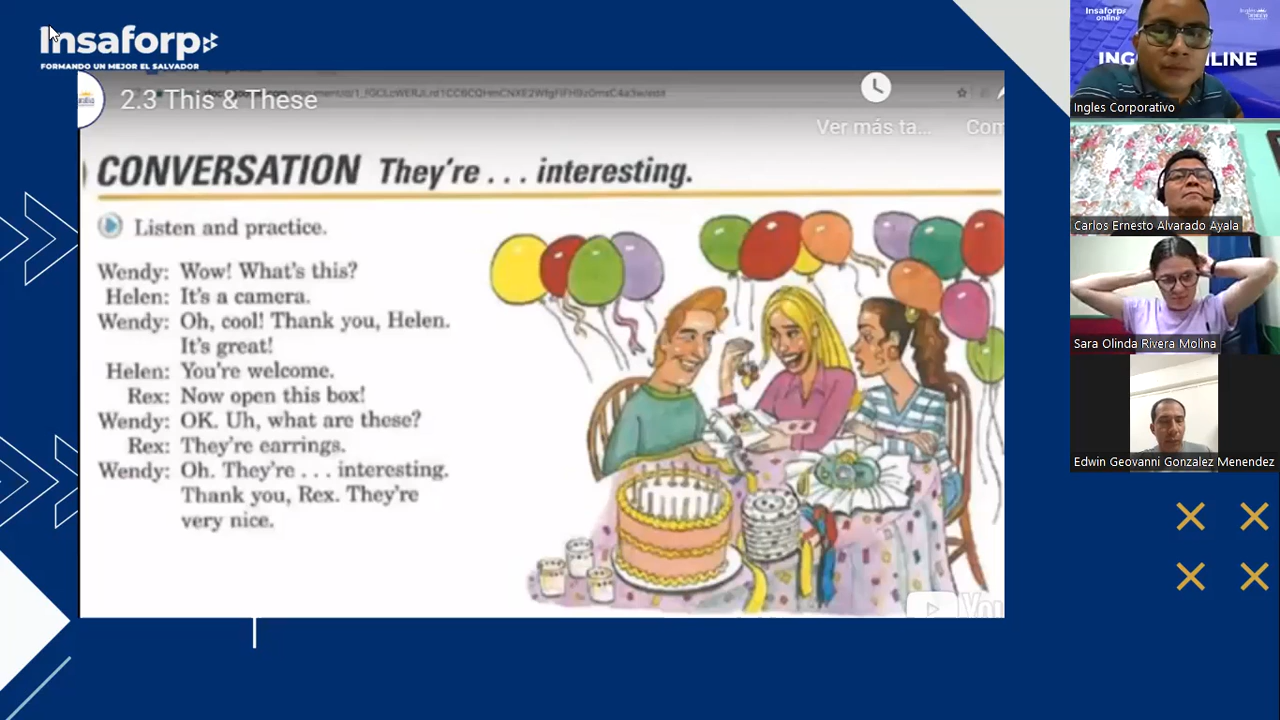 Insaforp
FORMANDO UN MEJOR EL SALVADOR
2.3 This & These
Ver más ta...
Com
CONVERSATION They're . . . interesting.
Listen and practice.
Wendy: Wow! What's this?
Helen: It's a camera.
Wendy: Oh, cool! Thank you, Helen.
It's great!
Helen: You're welcome.
Rex: Now open this box!
Wendy: OK. Uh, what are these?
Rex: They're earrings.
Wendy: Oh. They're . . . interesting.
Thank you, Rex. They're
very nice.
You
Insaforp
online
Ingles Corporativo
Carlos Ernesto Alvarado Ayala
Sara Olinda Rivera Molina
Edwin Geovanni Gonzalez Menendez